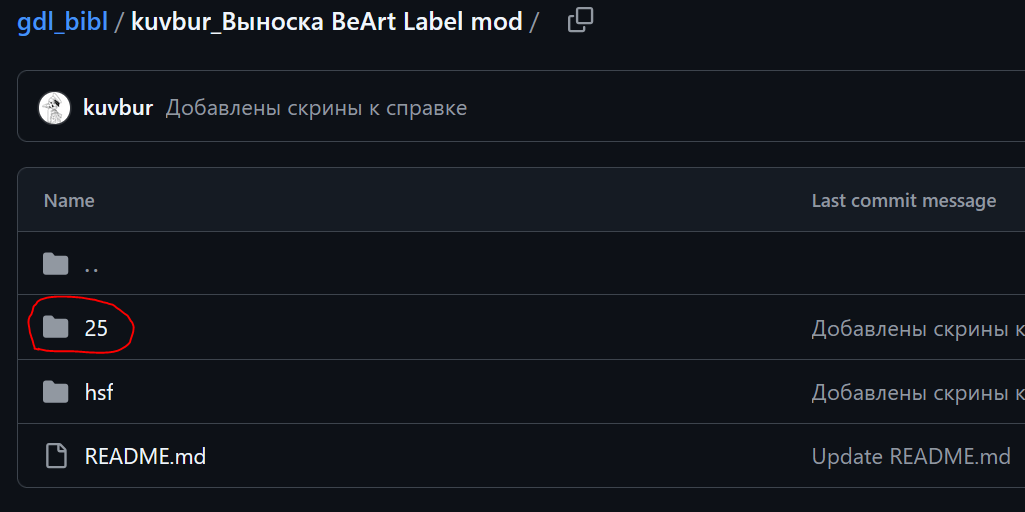 gdl_bibl / kuvbur_Выноска BeArt Label mod /
kuvbur Добавлены скрины к справке
Name Last commit message
..
25 Добавлены скрины к
hsf Добавлены скрины к
README.md Update README.md